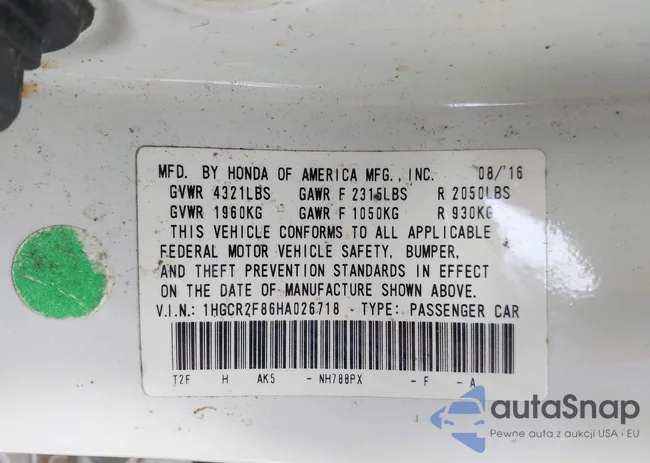 MFD. BY HONDA OF AMERICA MFG., INC. 08/'16
GVWR 4321LBS GAWR F 2315LBS R 2050LBS
GVWR 1960KG GAWR F 1050KG R 930KG
THIS VEHICLE CONFORMS TO ALL APPLICABLE
FEDERAL MOTOR VEHICLE SAFETY, BUMPER,
AND THEFT PREVENTION STANDARDS IN EFFECT
ON THE DATE OF MANUFACTURE SHOWN ABOVE.
V.I.N.: 1HGCR2F86HA026718 - TYPE: PASSENGER CAR
T2F H AK5 - NH788PX - F - A
autaSnap
Pewne auta z aukcji USA i EU